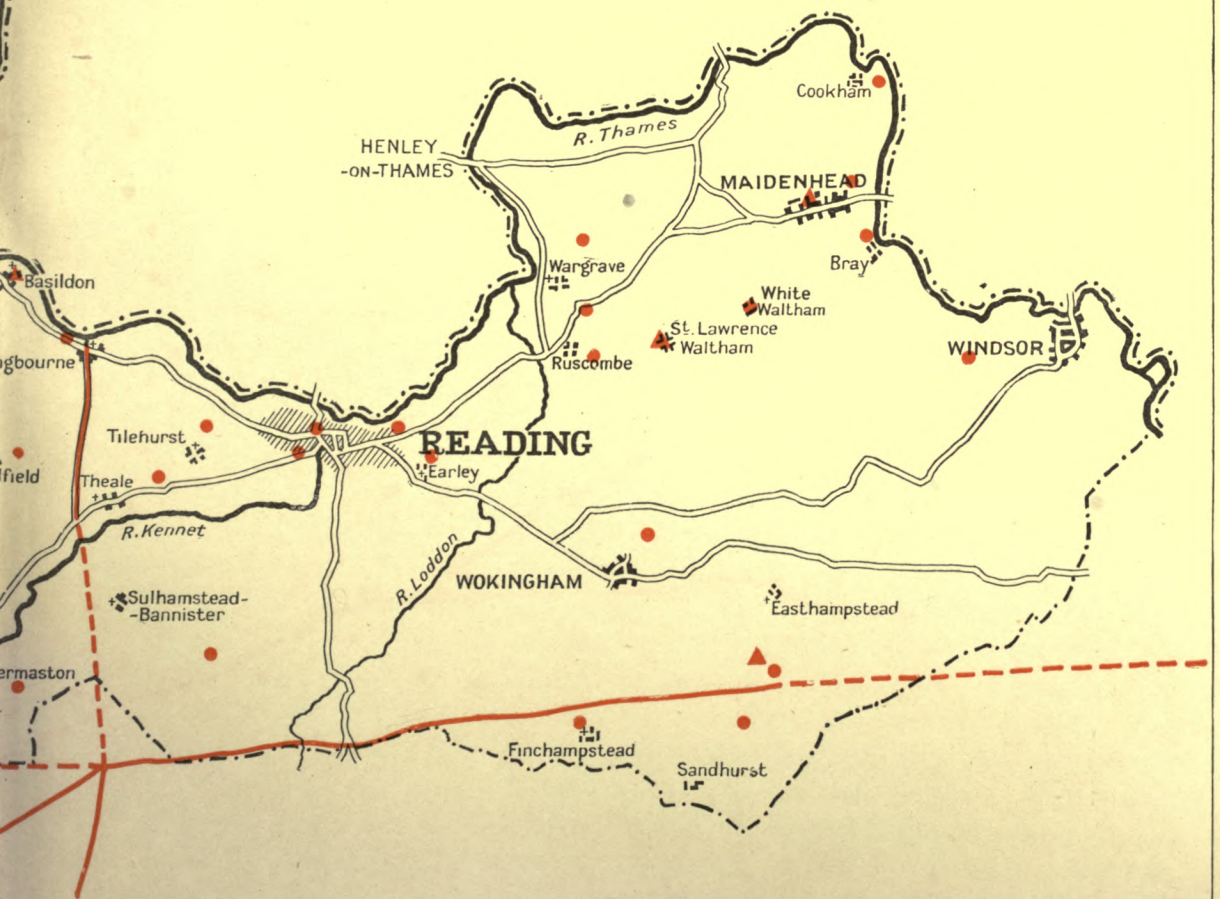 Cookham
R. Thames
HENLEY
-ON-THAMES
MAIDENHEAD
Wargrave
Bray
Basildon
White
Waltham
St. Lawrence
Waltham
WINDSOR
ngbourne
Ruscombe
READING
Tilehurst
Earley
lfield
Theale
R. Kennet
R. Loddon
WOKINGHAM
Sulhamstead-
-Bannister
Easthampstead
ermaston
Finchampstead
Sandhurst